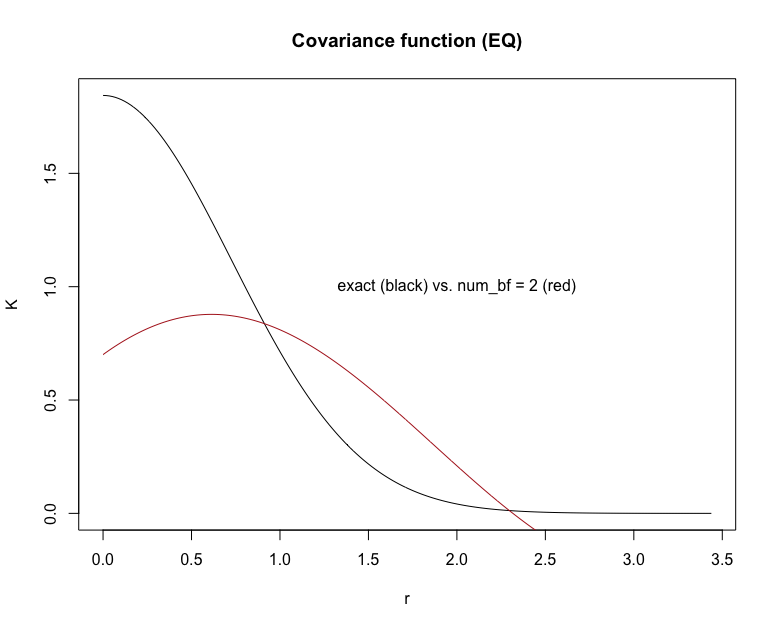 Covariance function (EQ)
K
1.5
1.0
0.5
0.0
exact (black) vs. num_bf = 2 (red)
0.0 0.5 1.0 1.5 2.0 2.5 3.0 3.5
r